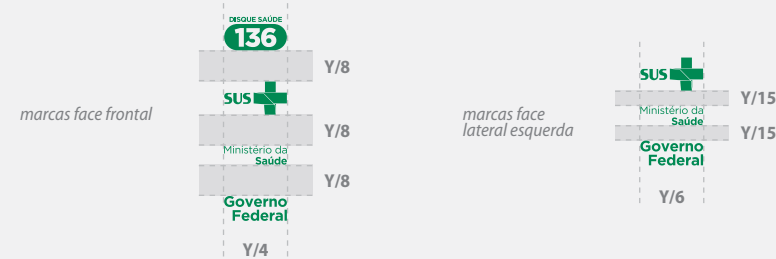 DISQUE SAÚDE
136
Y/8
SUS
marcas face frontal
Y/8
Ministério da
Saúde
Y/8
Governo
Federal
Y/4
SUS
Y/15
marcas face
lateral esquerda
Ministério da
Saúde
Y/15
Governo
Federal
Y/6